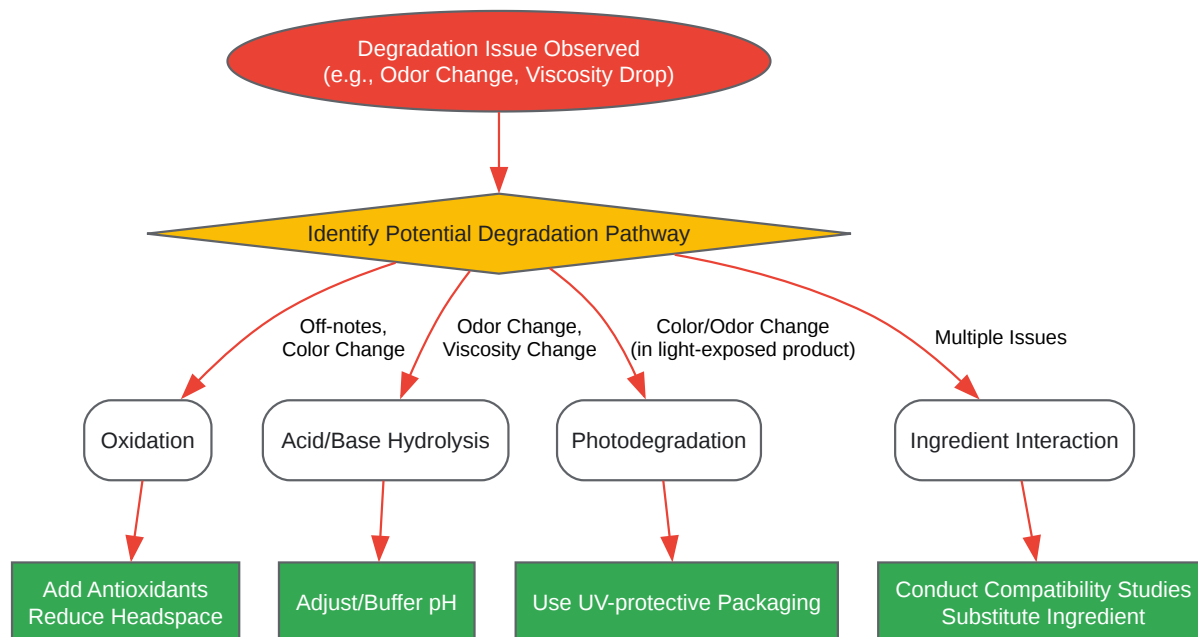 Degradation Issue Observed
(e.g., Odor Change, Viscosity Drop)
Identify Potential Degradation Pathway
Off-notes,
Color Change
Odor Change,
Viscosity Change
Color/Odor Change
(in light-exposed product)
Multiple Issues
Oxidation
Acid/Base Hydrolysis
Photodegradation
Ingredient Interaction
Add Antioxidants
Reduce Headspace
Adjust/Buffer pH
Use UV-protective Packaging
Conduct Compatibility Studies
Substitute Ingredient